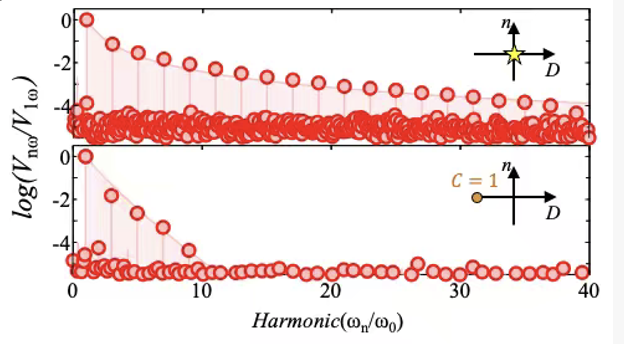 log(Vnω/V1ω)
0
-2
-4
n
D
0
-2
-4
C = 1
n
D
0
10
20
30
40
Harmonic(ωn/ω0)